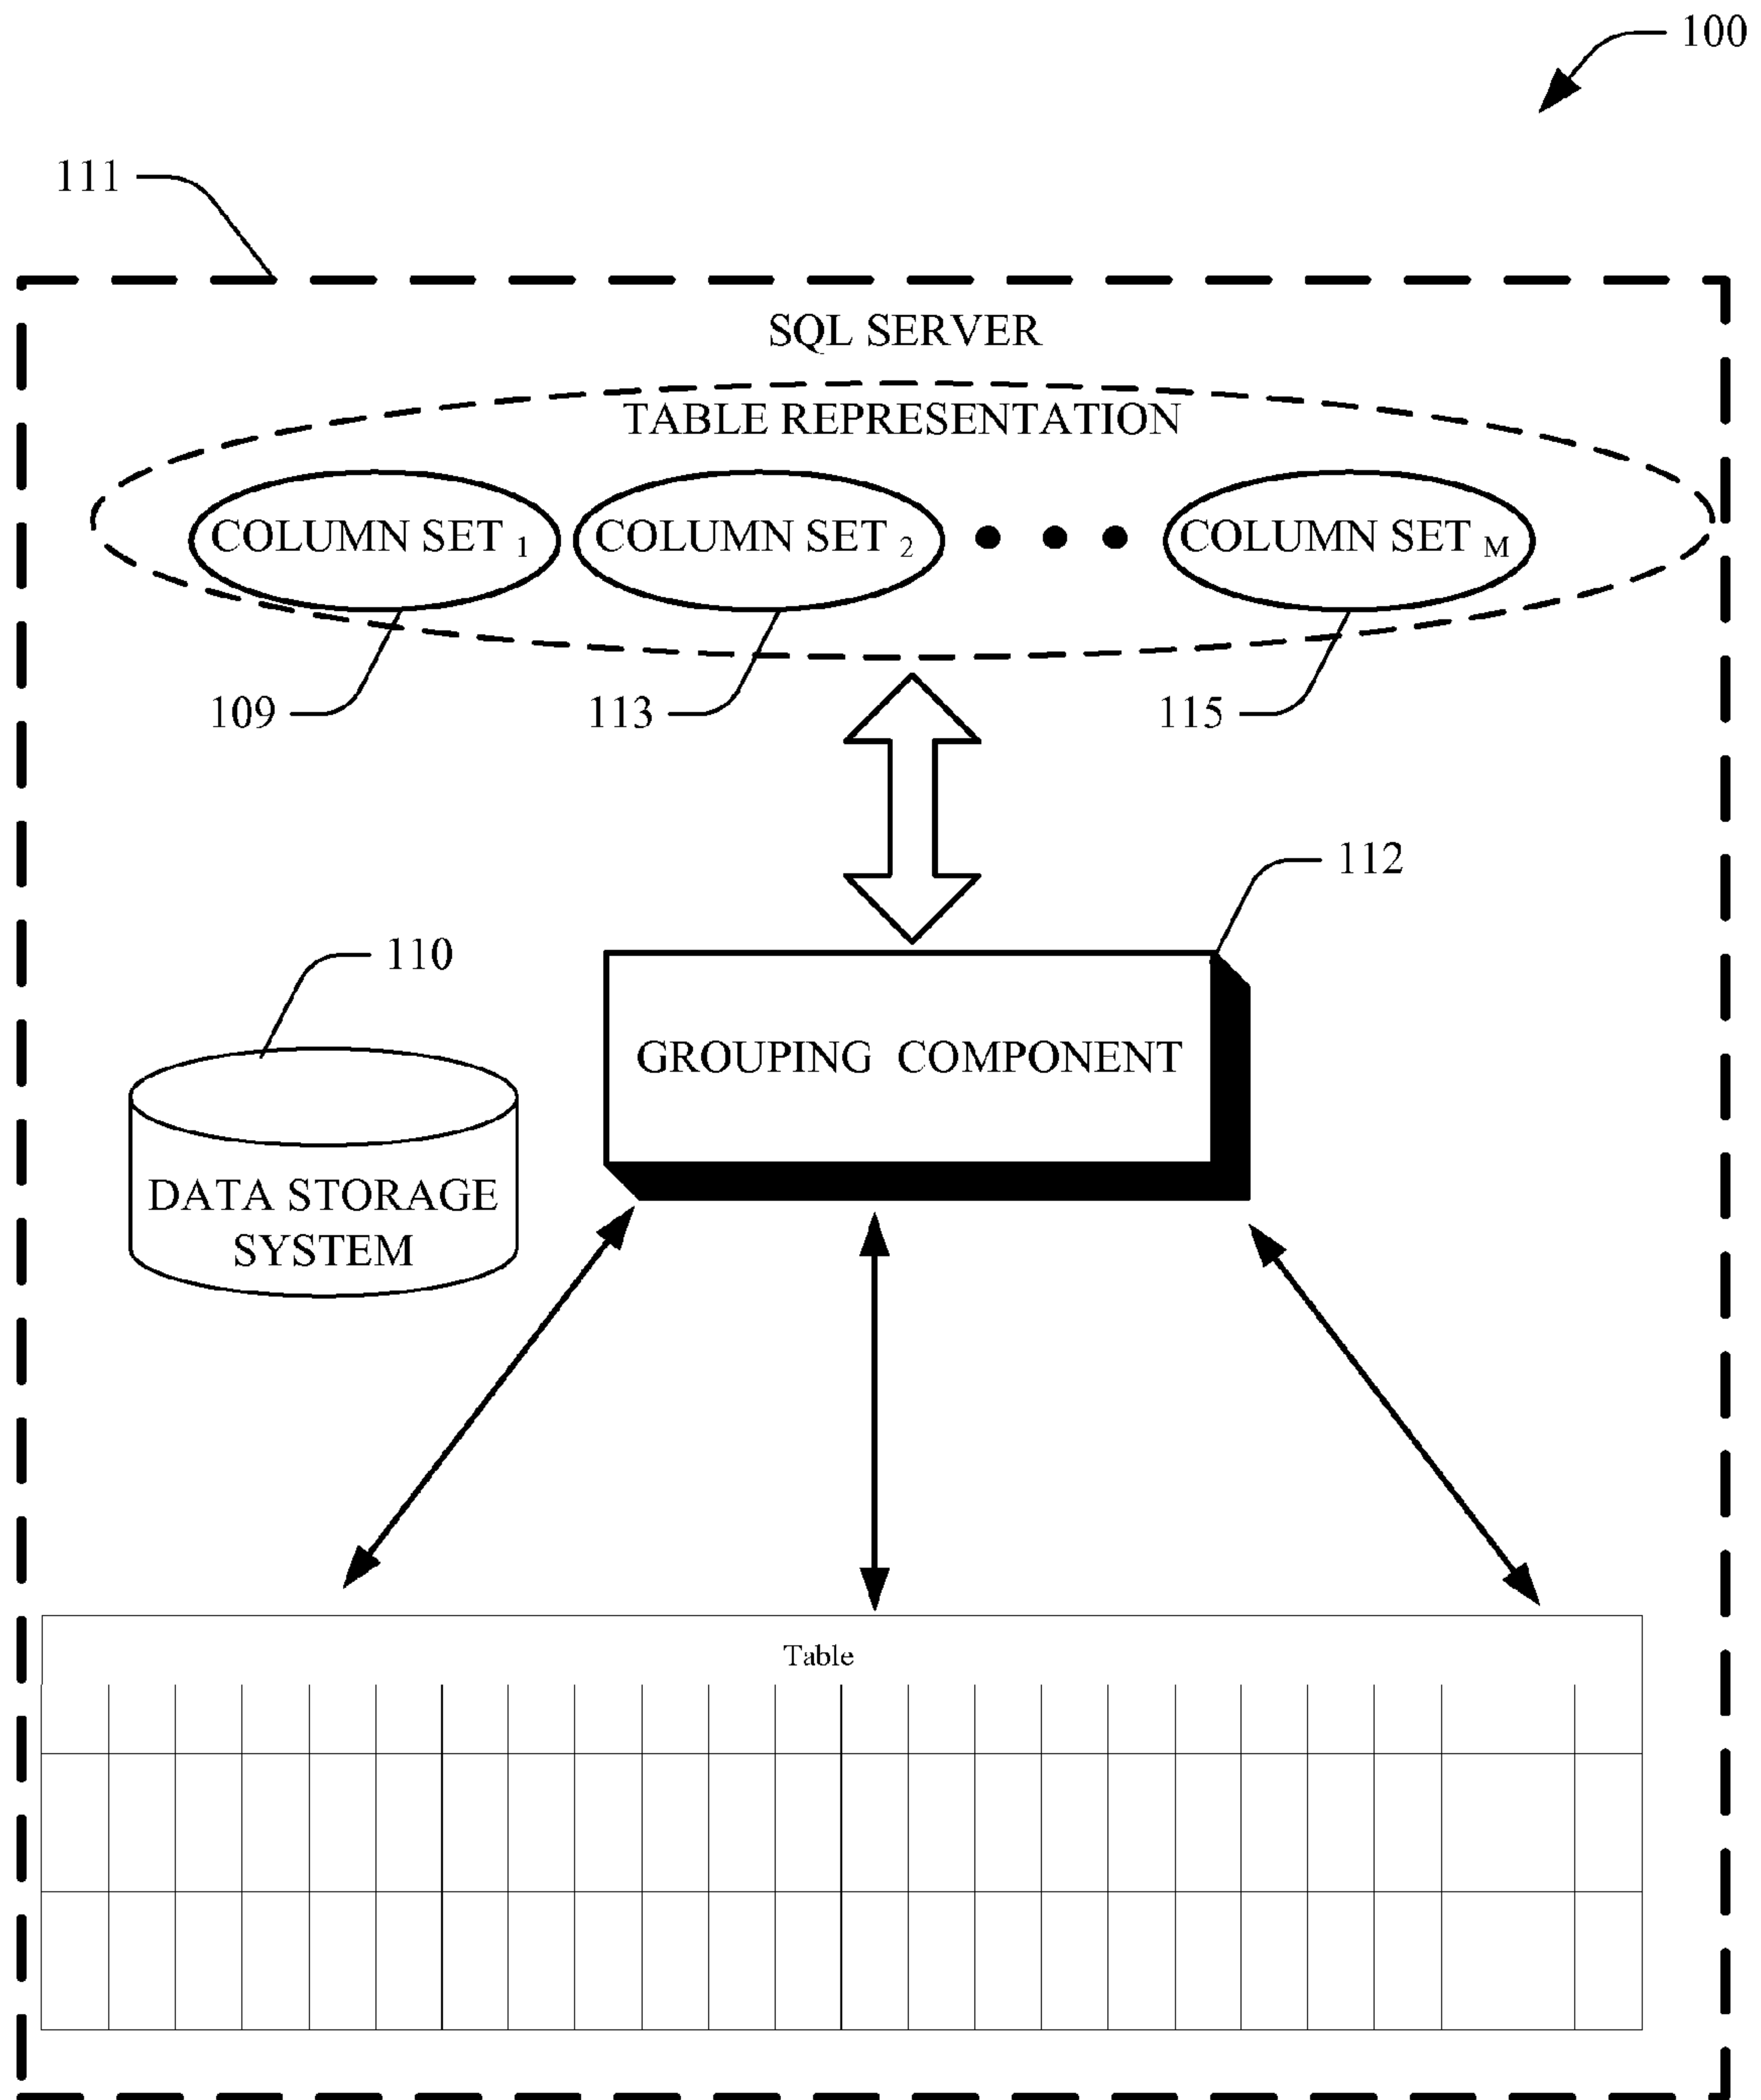 100
111
SQL SERVER
TABLE REPRESENTATION
COLUMN SET 1
COLUMN SET 2
COLUMN SET M
109
113
115
112
110
GROUPING COMPONENT
DATA STORAGE
SYSTEM
Table